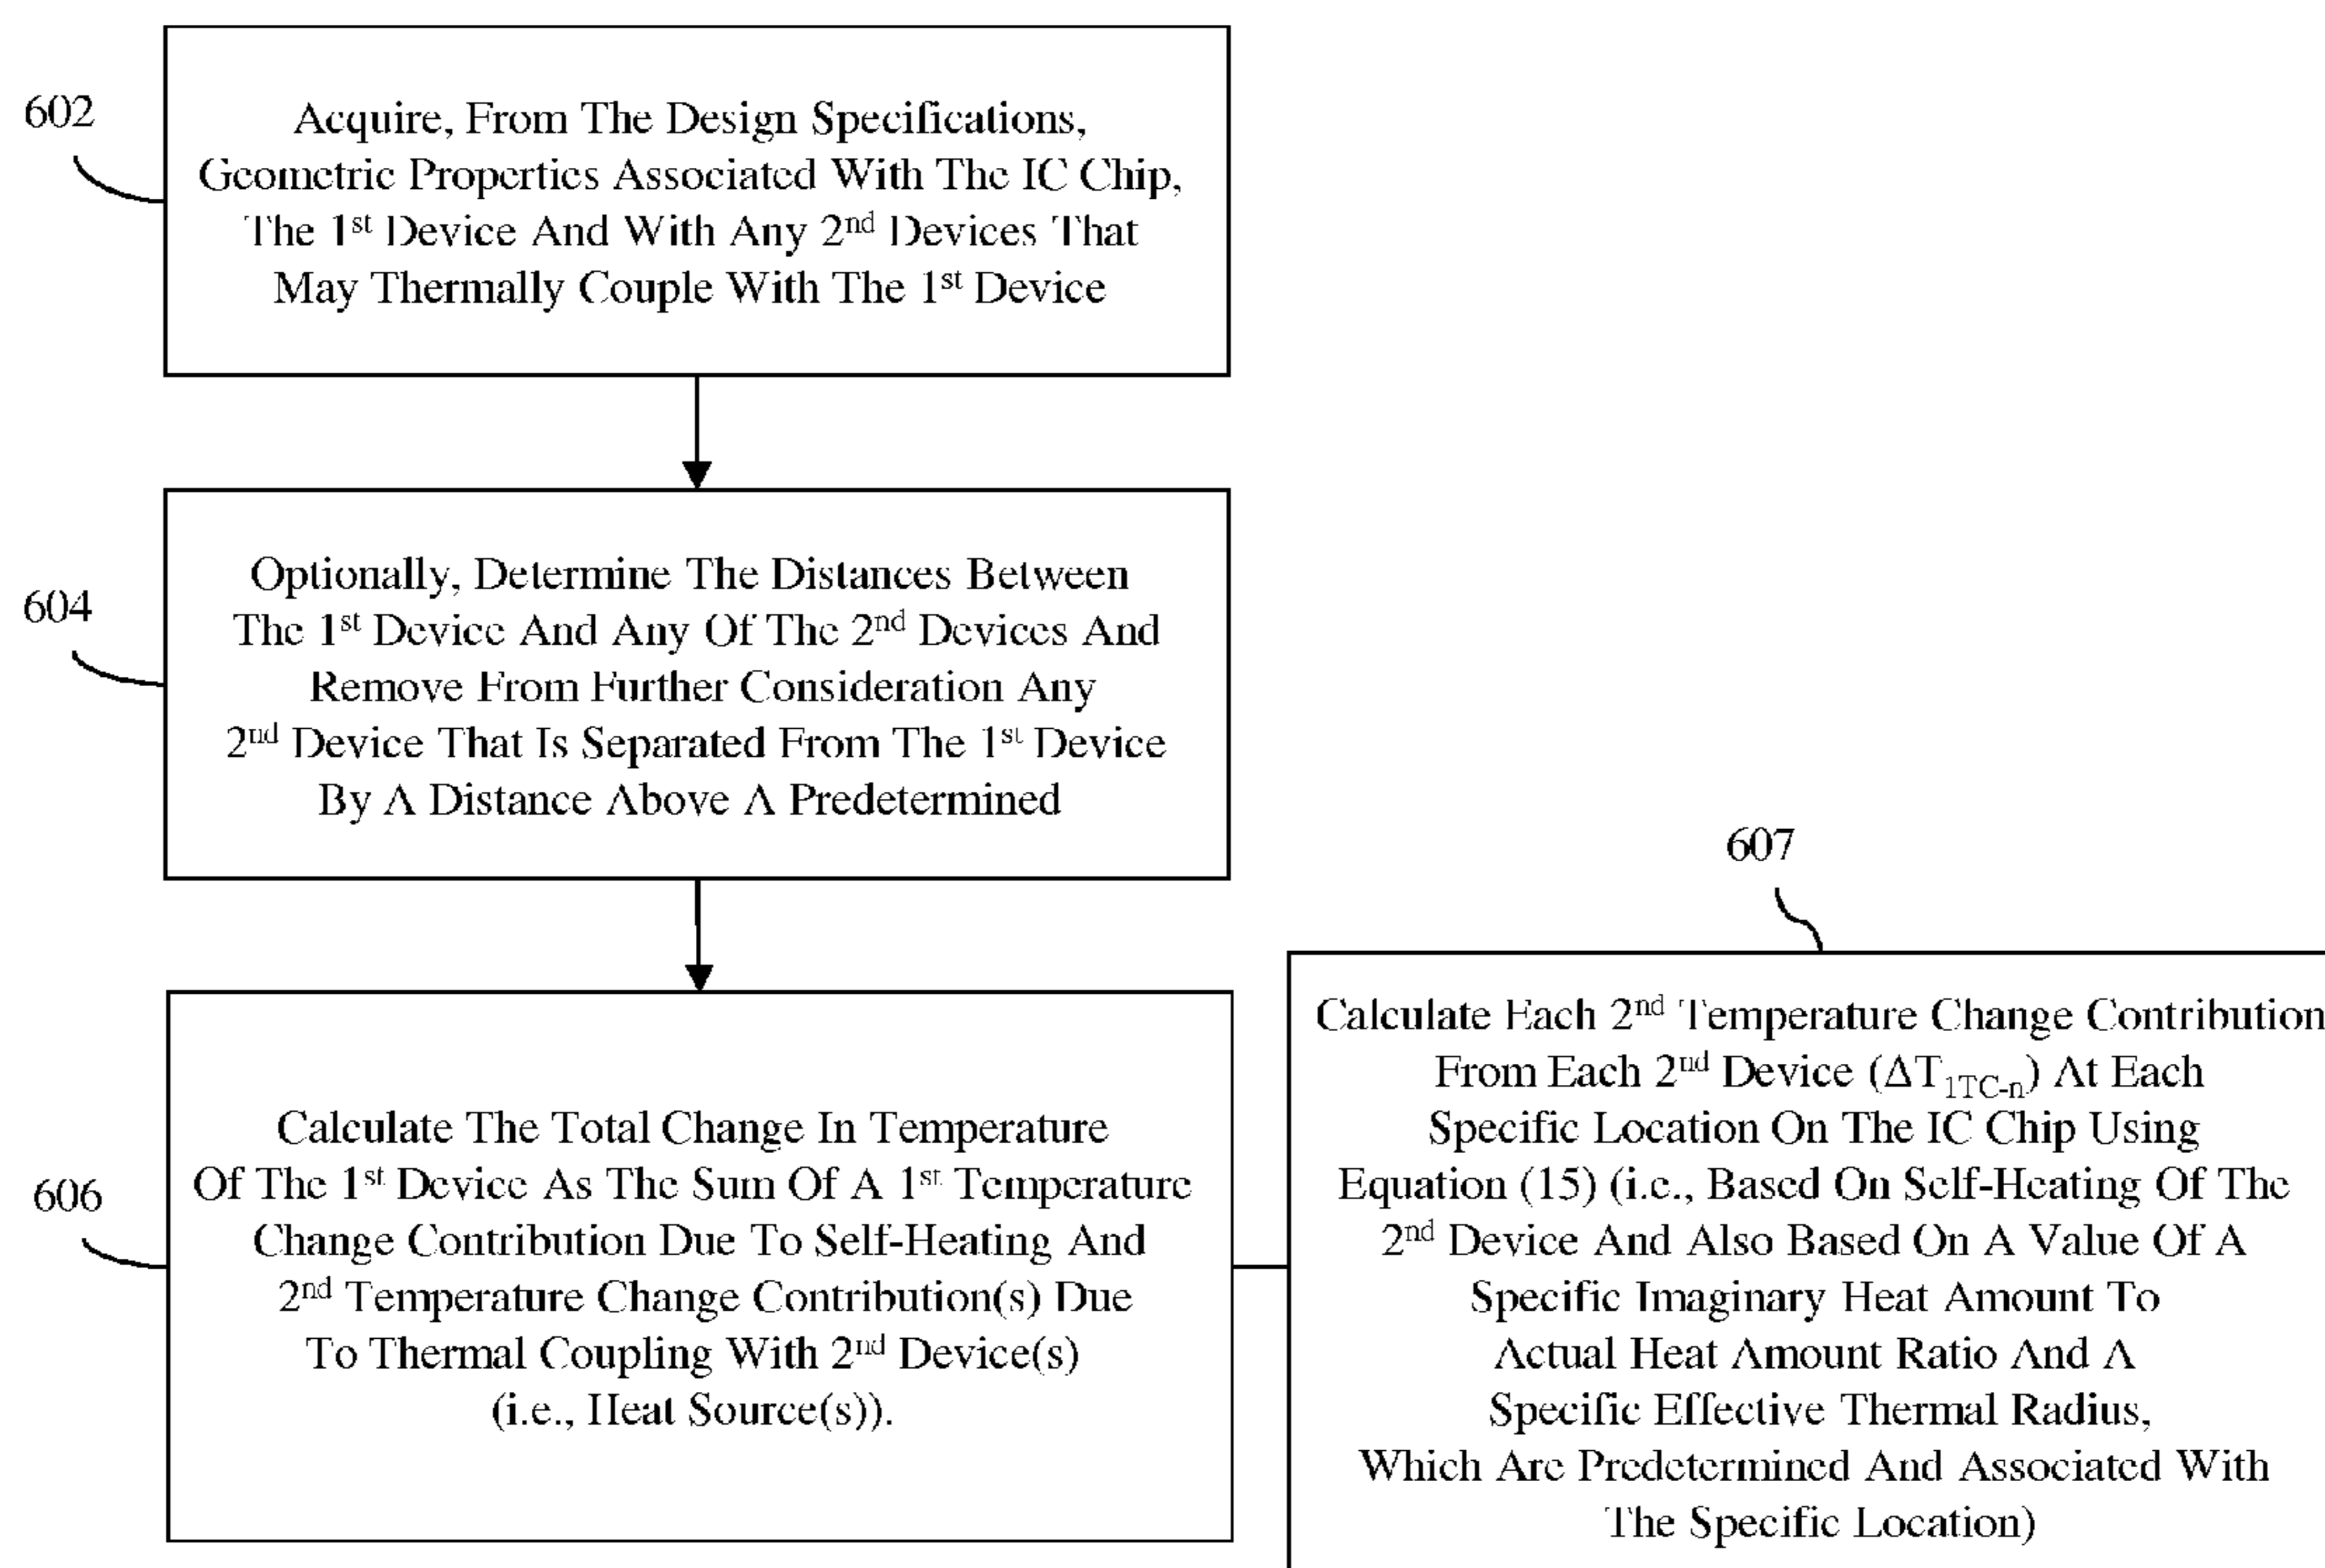 602
Acquire, From The Design Specifications,
Geometric Properties Associated With The IC Chip,
The 1st Device And With Any 2nd Devices That
May Thermally Couple With The 1st Device
604
Optionally, Determine The Distances Between
The 1st Device And Any Of The 2nd Devices And
Remove From Further Consideration Any
2nd Device That Is Separated From The 1st Device
By A Distance Above A Predetermined
606
Calculate The Total Change In Temperature
Of The 1st Device As The Sum Of A 1st Temperature
Change Contribution Due To Self-Heating And
2nd Temperature Change Contribution(s) Due
To Thermal Coupling With 2nd Device(s)
(i.e., Heat Source(s)).
607
Calculate Each 2nd Temperature Change Contribution
From Each 2nd Device (ΔT1TC-n) At Each
Specific Location On The IC Chip Using
Equation (15) (i.e., Based On Self-Heating Of The
2nd Device And Also Based On A Value Of A
Specific Imaginary Heat Amount To
Actual Heat Amount Ratio And A
Specific Effective Thermal Radius,
Which Are Predetermined And Associated With
The Specific Location)